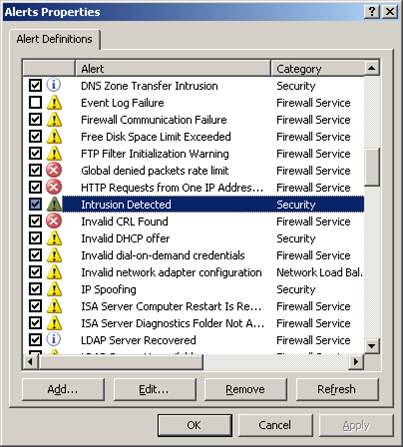 Alerts Properties
Alert Definitions
Alert Category
DNS Zone Transfer Intrusion Security
Event Log Failure Firewall Service
Firewall Communication Failure Firewall Service
Free Disk Space Limit Exceeded Firewall Service
FTP Filter Initialization Warning Firewall Service
Global denied packets rate limit Firewall Service
HTTP Requests from One IP Addres... Firewall Service
Intrusion Detected Security
Invalid CRL Found Firewall Service
Invalid DHCP offer Security
Invalid dial-on-demand credentials Firewall Service
Invalid network adapter configuration Network Load Bal.
IP Spoofing Security
ISA Server Computer Restart Is Re... Firewall Service
ISA Server Diagnostics Folder Not A... Firewall Service
LDAP Server Recovered Firewall Service
Add... Edit... Remove Refresh
OK Cancel Apply